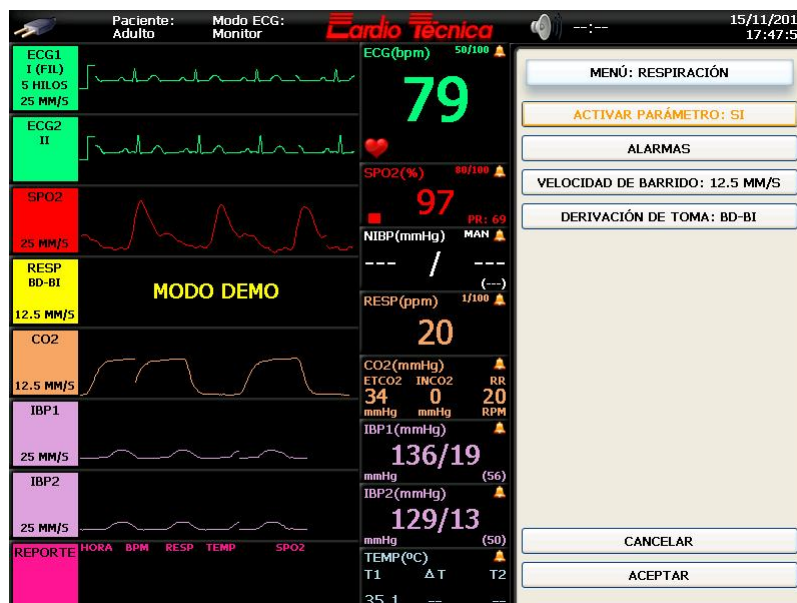 Paciente: Adulto
Modo ECG: Monitor
Cardio Técnica
--:--
15/11/201
17:47:5
ECG1
I (FIL)
5 HILOS
25 MM/S
ECG2
II
SPO2
25 MM/S
RESP
BD-BI
12.5 MM/S
MODO DEMO
CO2
12.5 MM/S
IBP1
25 MM/S
IBP2
25 MM/S
REPORTE
HORA BPM RESP TEMP SPO2
ECG(bpm) 50/100
79
SPO2(%) 80/100
97
PR: 69
NIBP(mmHg) MAN
--- / ---
(---)
RESP(ppm) 1/100
20
CO2(mmHg)
ETCO2 INCO2 RR
34 0 20
mmHg mmHg RPM
IBP1(mmHg)
136/19
mmHg (56)
IBP2(mmHg)
129/13
mmHg (50)
TEMP(ºC)
T1 ΔT T2
35.1 -- --
MENÚ: RESPIRACIÓN
ACTIVAR PARÁMETRO: SI
ALARMAS
VELOCIDAD DE BARRIDO: 12.5 MM/S
DERIVACIÓN DE TOMA: BD-BI
CANCELAR
ACEPTAR